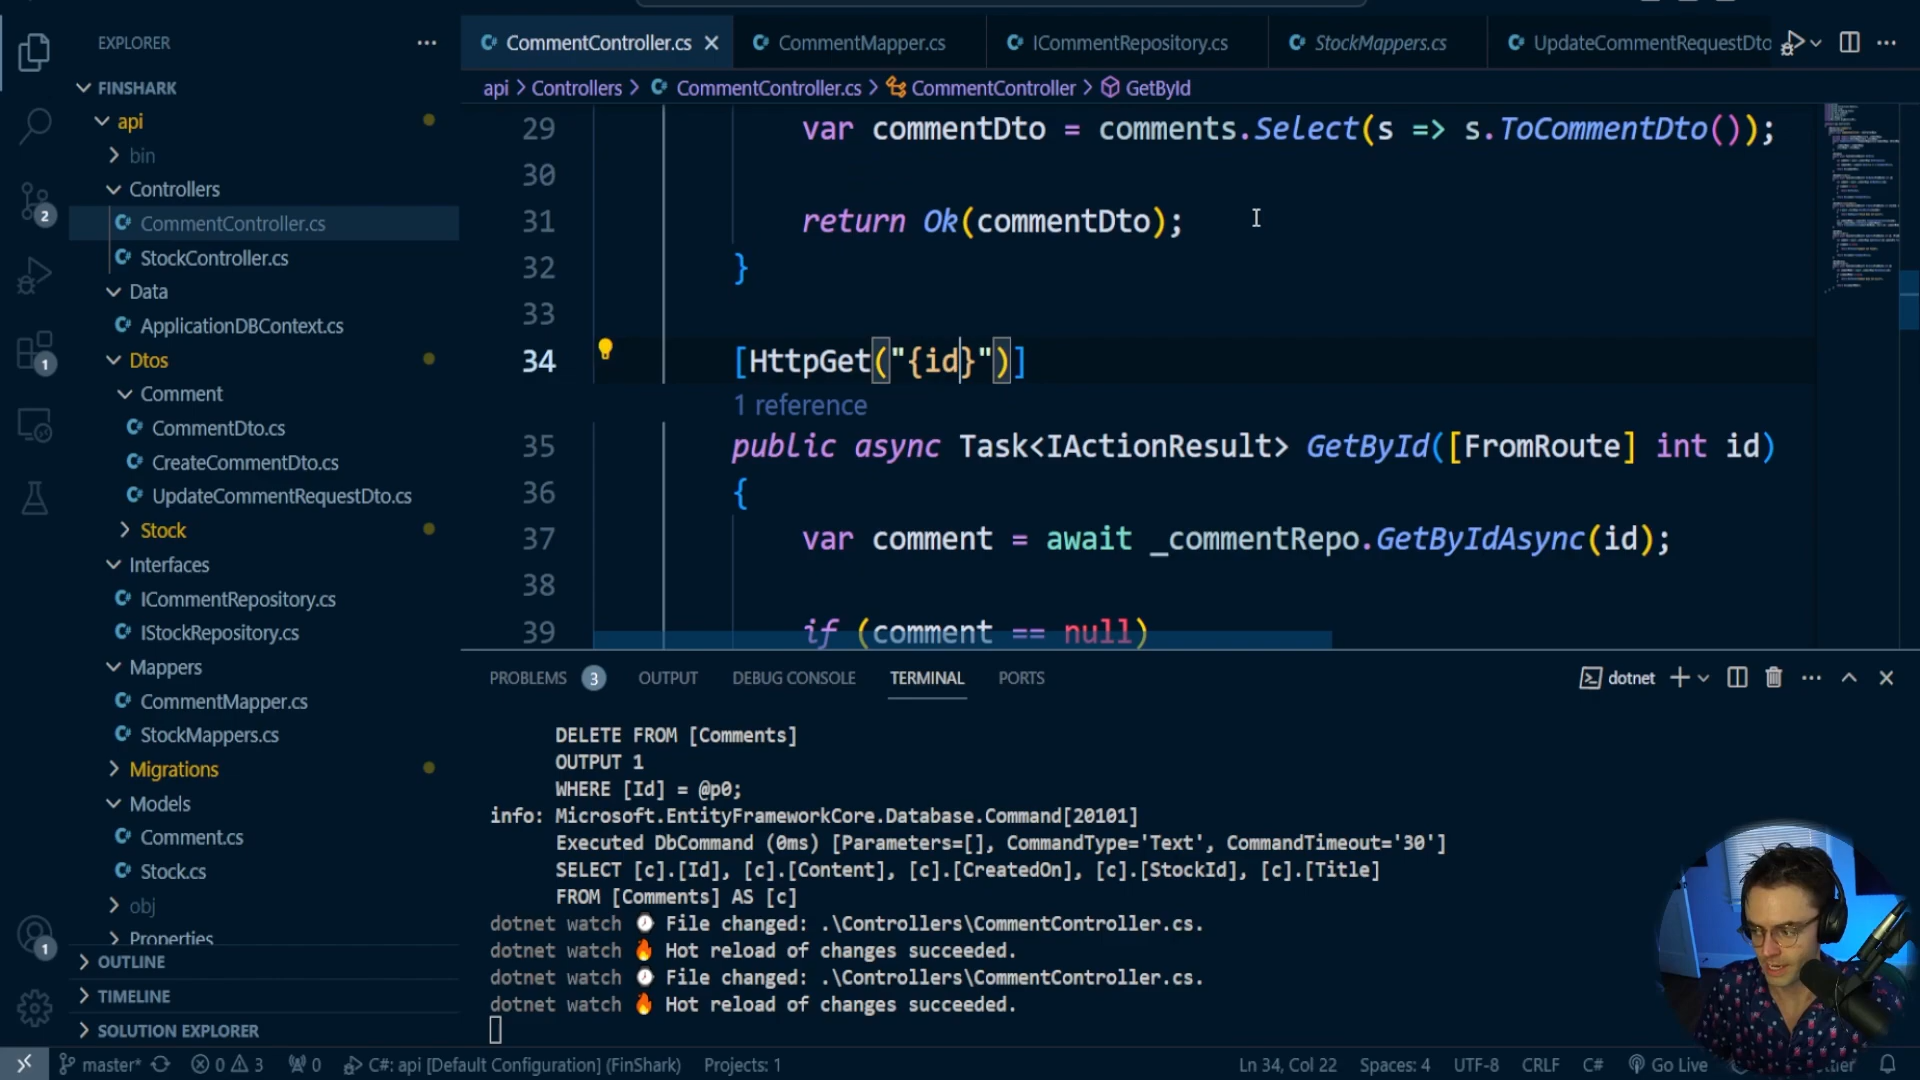 EXPLORER
FINSHARK
api
bin
Controllers
CommentController.cs
StockController.cs
Data
ApplicationDBContext.cs
Dtos
Comment
CommentDto.cs
CreateCommentDto.cs
UpdateCommentRequestDto.cs
Stock
Interfaces
ICommentRepository.cs
IStockRepository.cs
Mappers
CommentMapper.cs
StockMappers.cs
Migrations
Models
Comment.cs
Stock.cs
obj
Properties
OUTLINE
TIMELINE
SOLUTION EXPLORER
2
1
1
CommentController.cs
CommentMapper.cs
ICommentRepository.cs
StockMappers.cs
UpdateCommentRequestDto
api > Controllers > CommentController.cs > CommentController > GetById
29 var commentDto = comments.Select(s => s.ToCommentDto());
30
31 return Ok(commentDto);
32 }
33
34 [HttpGet("{id}")]
1 reference
35 public async Task<IActionResult> GetById([FromRoute] int id)
36 {
37 var comment = await _commentRepo.GetByIdAsync(id);
38
39 if (comment == null)
PROBLEMS 3 OUTPUT DEBUG CONSOLE TERMINAL PORTS dotnet
DELETE FROM [Comments]
OUTPUT 1
WHERE [Id] = @p0;
info: Microsoft.EntityFrameworkCore.Database.Command[20101]
Executed DbCommand (0ms) [Parameters=[], CommandType='Text', CommandTimeout='30']
SELECT [c].[Id], [c].[Content], [c].[CreatedOn], [c].[StockId], [c].[Title]
FROM [Comments] AS [c]
dotnet watch 🕗 File changed: .\Controllers\CommentController.cs.
dotnet watch 🔥 Hot reload of changes succeeded.
dotnet watch 🕗 File changed: .\Controllers\CommentController.cs.
dotnet watch 🔥 Hot reload of changes succeeded.
master* 0 3 0 C#: api [Default Configuration] (FinShark) Projects: 1 Ln 34, Col 22 Spaces: 4 UTF-8 CRLF C# Go Live